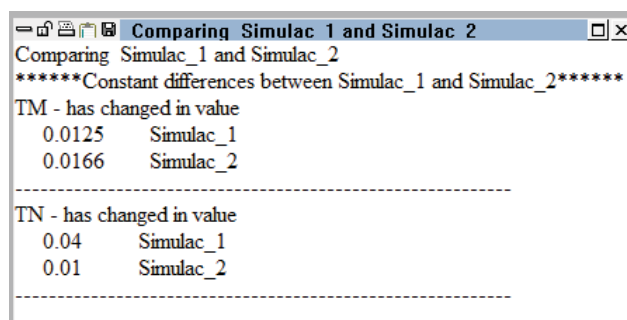 Comparing Simulac 1 and Simulac 2
Comparing Simulac_1 and Simulac_2
******Constant differences between Simulac_1 and Simulac_2******
TM - has changed in value
0.0125 Simulac_1
0.0166 Simulac_2
--------------------------------------------------------------
TN - has changed in value
0.04 Simulac_1
0.01 Simulac_2
--------------------------------------------------------------